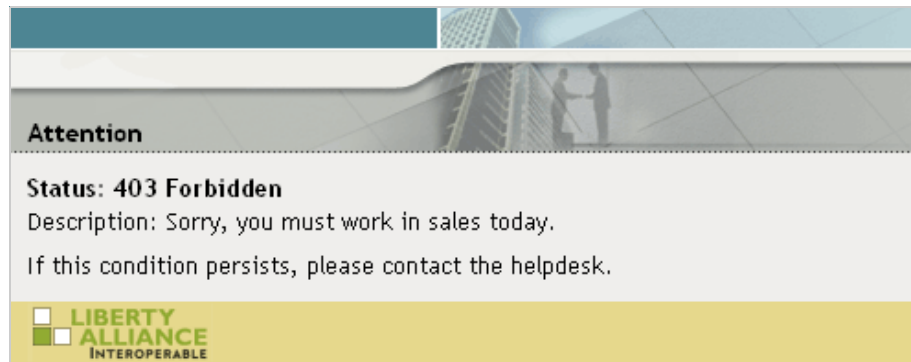 Attention
Status: 403 Forbidden
Description: Sorry, you must work in sales today.
If this condition persists, please contact the helpdesk.
LIBERTY
ALLIANCE
INTEROPERABLE